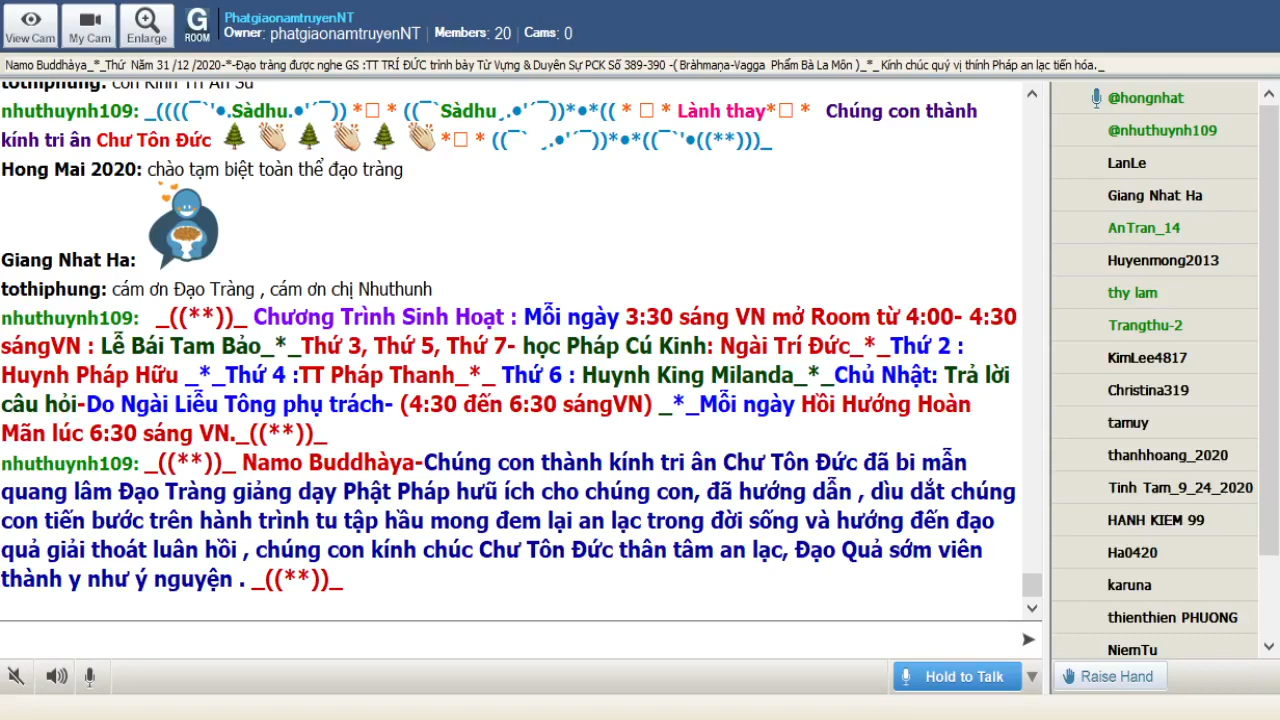 View Cam
My Cam
Enlarge
G
ROOM
PhatgiaonamtruyenNT
Owner: phatgiaonamtruyenNT | Members: 20 | Cams: 0
Namo Buddhàya_*_Thứ Năm 31 /12 /2020-*-Đạo tràng được nghe GS :TT TRÍ ĐỨC trình bày Từ Vựng & Duyên Sự PCK Số 389-390 -( Bràhmaṇa-Vagga Phẩm Bà La Môn )_*_ Kính chúc quý vị thính Pháp an lạc tiến hóa._
tothiphung: con Kính Tri Ân Sư
nhuthuynh109: _((((¯`'•.Sàdhu.•'´¯)) *□ * ((¯`Sàdhu¸.•'´¯))*•*(( * □ * Lành thay*□ * Chúng con thành
kính tri ân Chư Tôn Đức 🌲 👏 🌲 👏 🌲 👏 *□ * ((¯` ¸.•'´¯))*•*((¯`'•((**)))_
Hong Mai 2020: chào tạm biệt toàn thể đạo tràng
Giang Nhat Ha:
tothiphung: cám ơn Đạo Tràng , cám ơn chị Nhuthunh
nhuthuynh109: _((**))_ Chương Trình Sinh Hoạt : Mỗi ngày 3:30 sáng VN mở Room từ 4:00- 4:30
sángVN : Lễ Bái Tam Bảo_*_Thứ 3, Thứ 5, Thứ 7- học Pháp Cú Kinh: Ngài Trí Đức_*_Thứ 2 :
Huynh Pháp Hữu _*_Thứ 4 :TT Pháp Thanh_*_ Thứ 6 : Huynh King Milanda_*_Chủ Nhật: Trả lời
câu hỏi-Do Ngài Liễu Tông phụ trách- (4:30 đến 6:30 sángVN) _*_Mỗi ngày Hồi Hướng Hoàn
Mãn lúc 6:30 sáng VN._((**))_
nhuthuynh109: _((**))_ Namo Buddhàya-Chúng con thành kính tri ân Chư Tôn Đức đã bi mẫn
quang lâm Đạo Tràng giảng dạy Phật Pháp hưũ ích cho chúng con, đã hướng dẫn , dìu dắt chúng
con tiến bước trên hành trình tu tập hầu mong đem lại an lạc trong đời sống và hướng đến đạo
quả giải thoát luân hồi , chúng con kính chúc Chư Tôn Đức thân tâm an lạc, Đạo Quả sớm viên
thành y như ý nguyện . _((**))_
Hold to Talk
@hongnhat
@nhuthuynh109
LanLe
Giang Nhat Ha
AnTran_14
Huyenmong2013
thy lam
Trangthu-2
KimLee4817
Christina319
tamuy
thanhhoang_2020
Tinh Tam_9_24_2020
HANH KIEM 99
Ha0420
karuna
thienthien PHUONG
NiemTu
Raise Hand